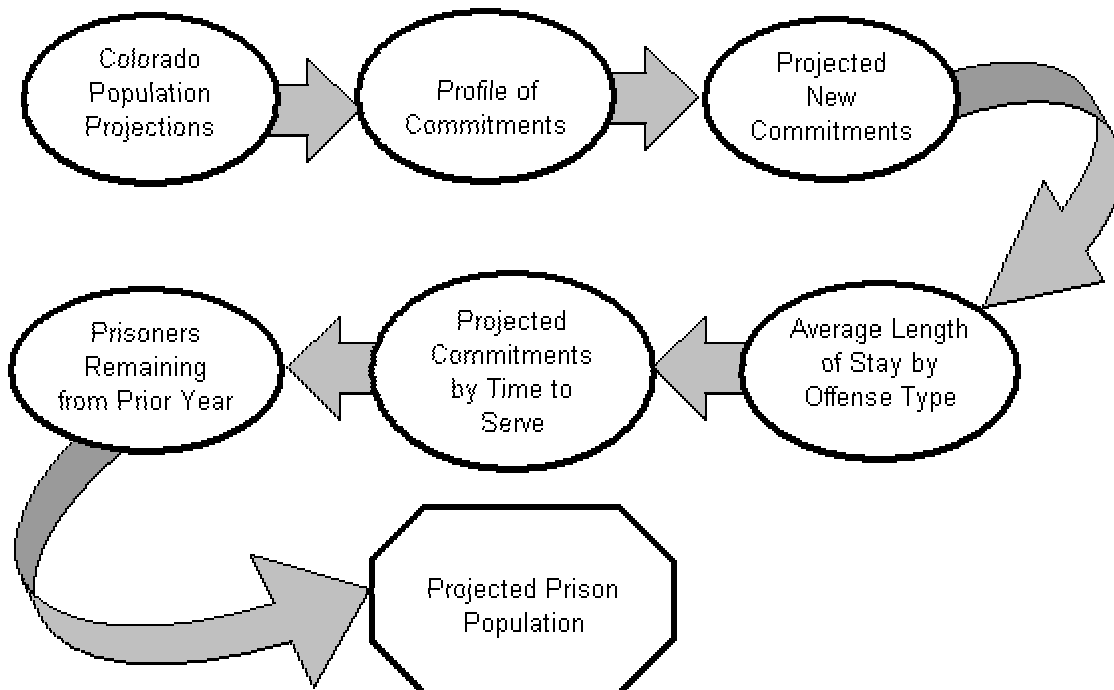 Colorado
Population
Projections
Profile of
Commitments
Projected
New
Commitments
Average Length
of Stay by
Offense Type
Projected
Commitments
by Time to
Serve
Prisoners
Remaining
from Prior Year
Projected Prison
Population